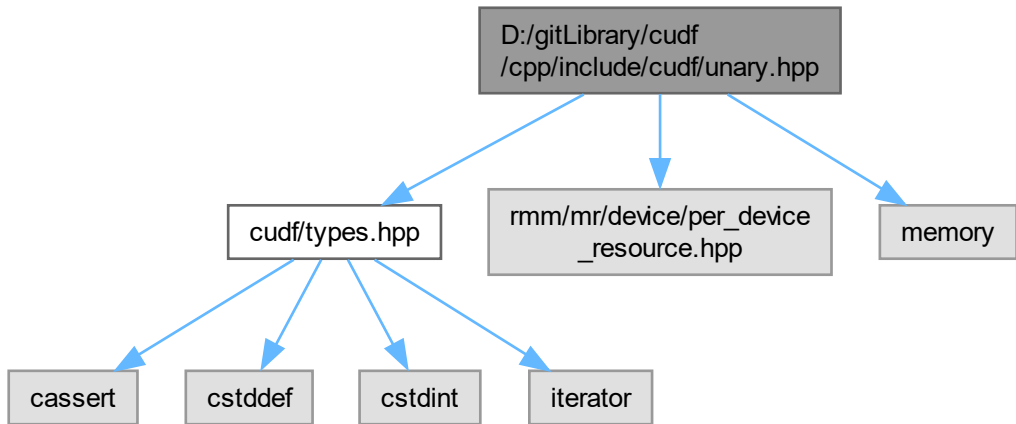 D:/gitLibrary/cudf
/cpp/include/cudf/unary.hpp
cudf/types.hpp
rmm/mr/device/per_device
_resource.hpp
memory
cassert
cstddef
cstdint
iterator